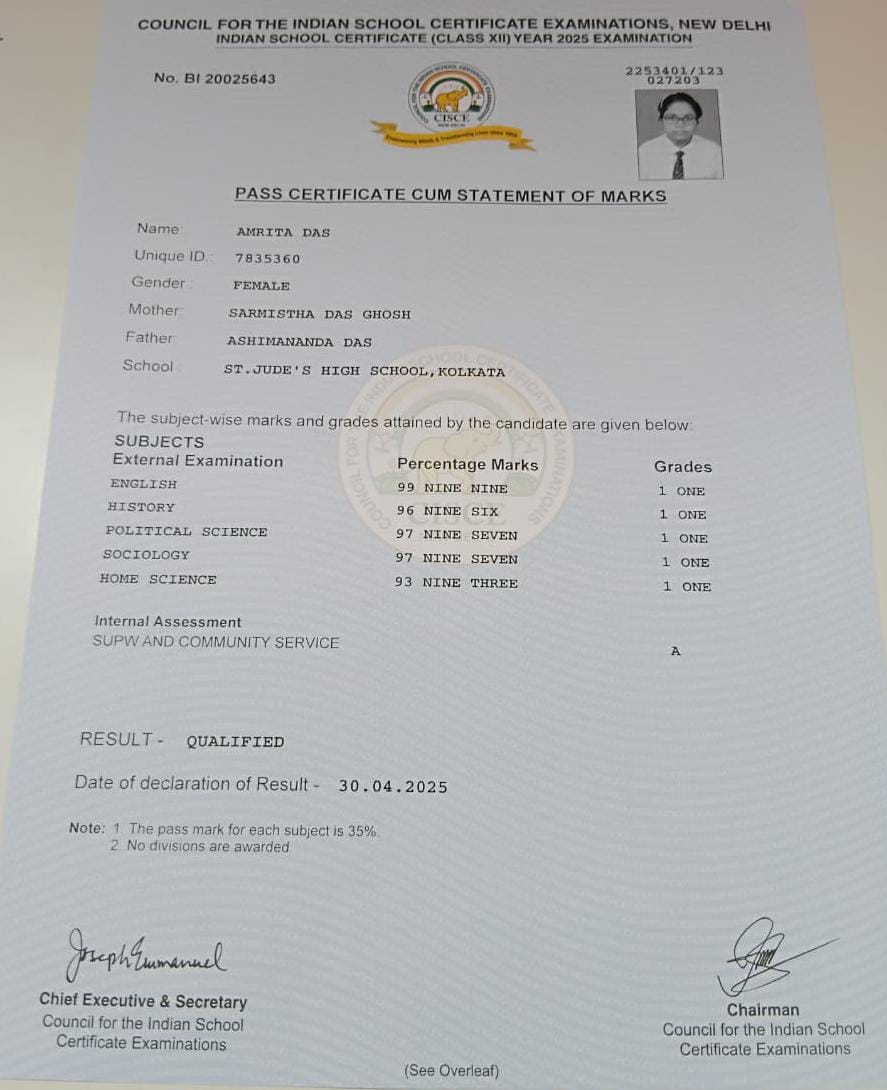 COUNCIL FOR THE INDIAN SCHOOL CERTIFICATE EXAMINATIONS, NEW DELHI
INDIAN SCHOOL CERTIFICATE (CLASS XII) YEAR 2025 EXAMINATION
No. BI 20025643
2253401/123
027203
CISCE
PASS CERTIFICATE CUM STATEMENT OF MARKS
Name : AMRITA DAS
Unique ID.: 7835360
Gender : FEMALE
Mother: SARMISTHA DAS GHOSH
Father: ASHIMANANDA DAS
School : ST.JUDE'S HIGH SCHOOL,KOLKATA
The subject-wise marks and grades attained by the candidate are given below:
SUBJECTS
External Examination Percentage Marks Grades
ENGLISH 99 NINE NINE 1 ONE
HISTORY 96 NINE SIX 1 ONE
POLITICAL SCIENCE 97 NINE SEVEN 1 ONE
SOCIOLOGY 97 NINE SEVEN 1 ONE
HOME SCIENCE 93 NINE THREE 1 ONE
Internal Assessment
SUPW AND COMMUNITY SERVICE A
RESULT - QUALIFIED
Date of declaration of Result - 30.04.2025
Note: 1. The pass mark for each subject is 35%.
2. No divisions are awarded
Joseph Emmanuel
Chief Executive & Secretary
Council for the Indian School
Certificate Examinations
Chairman
Council for the Indian School
Certificate Examinations
(See Overleaf)